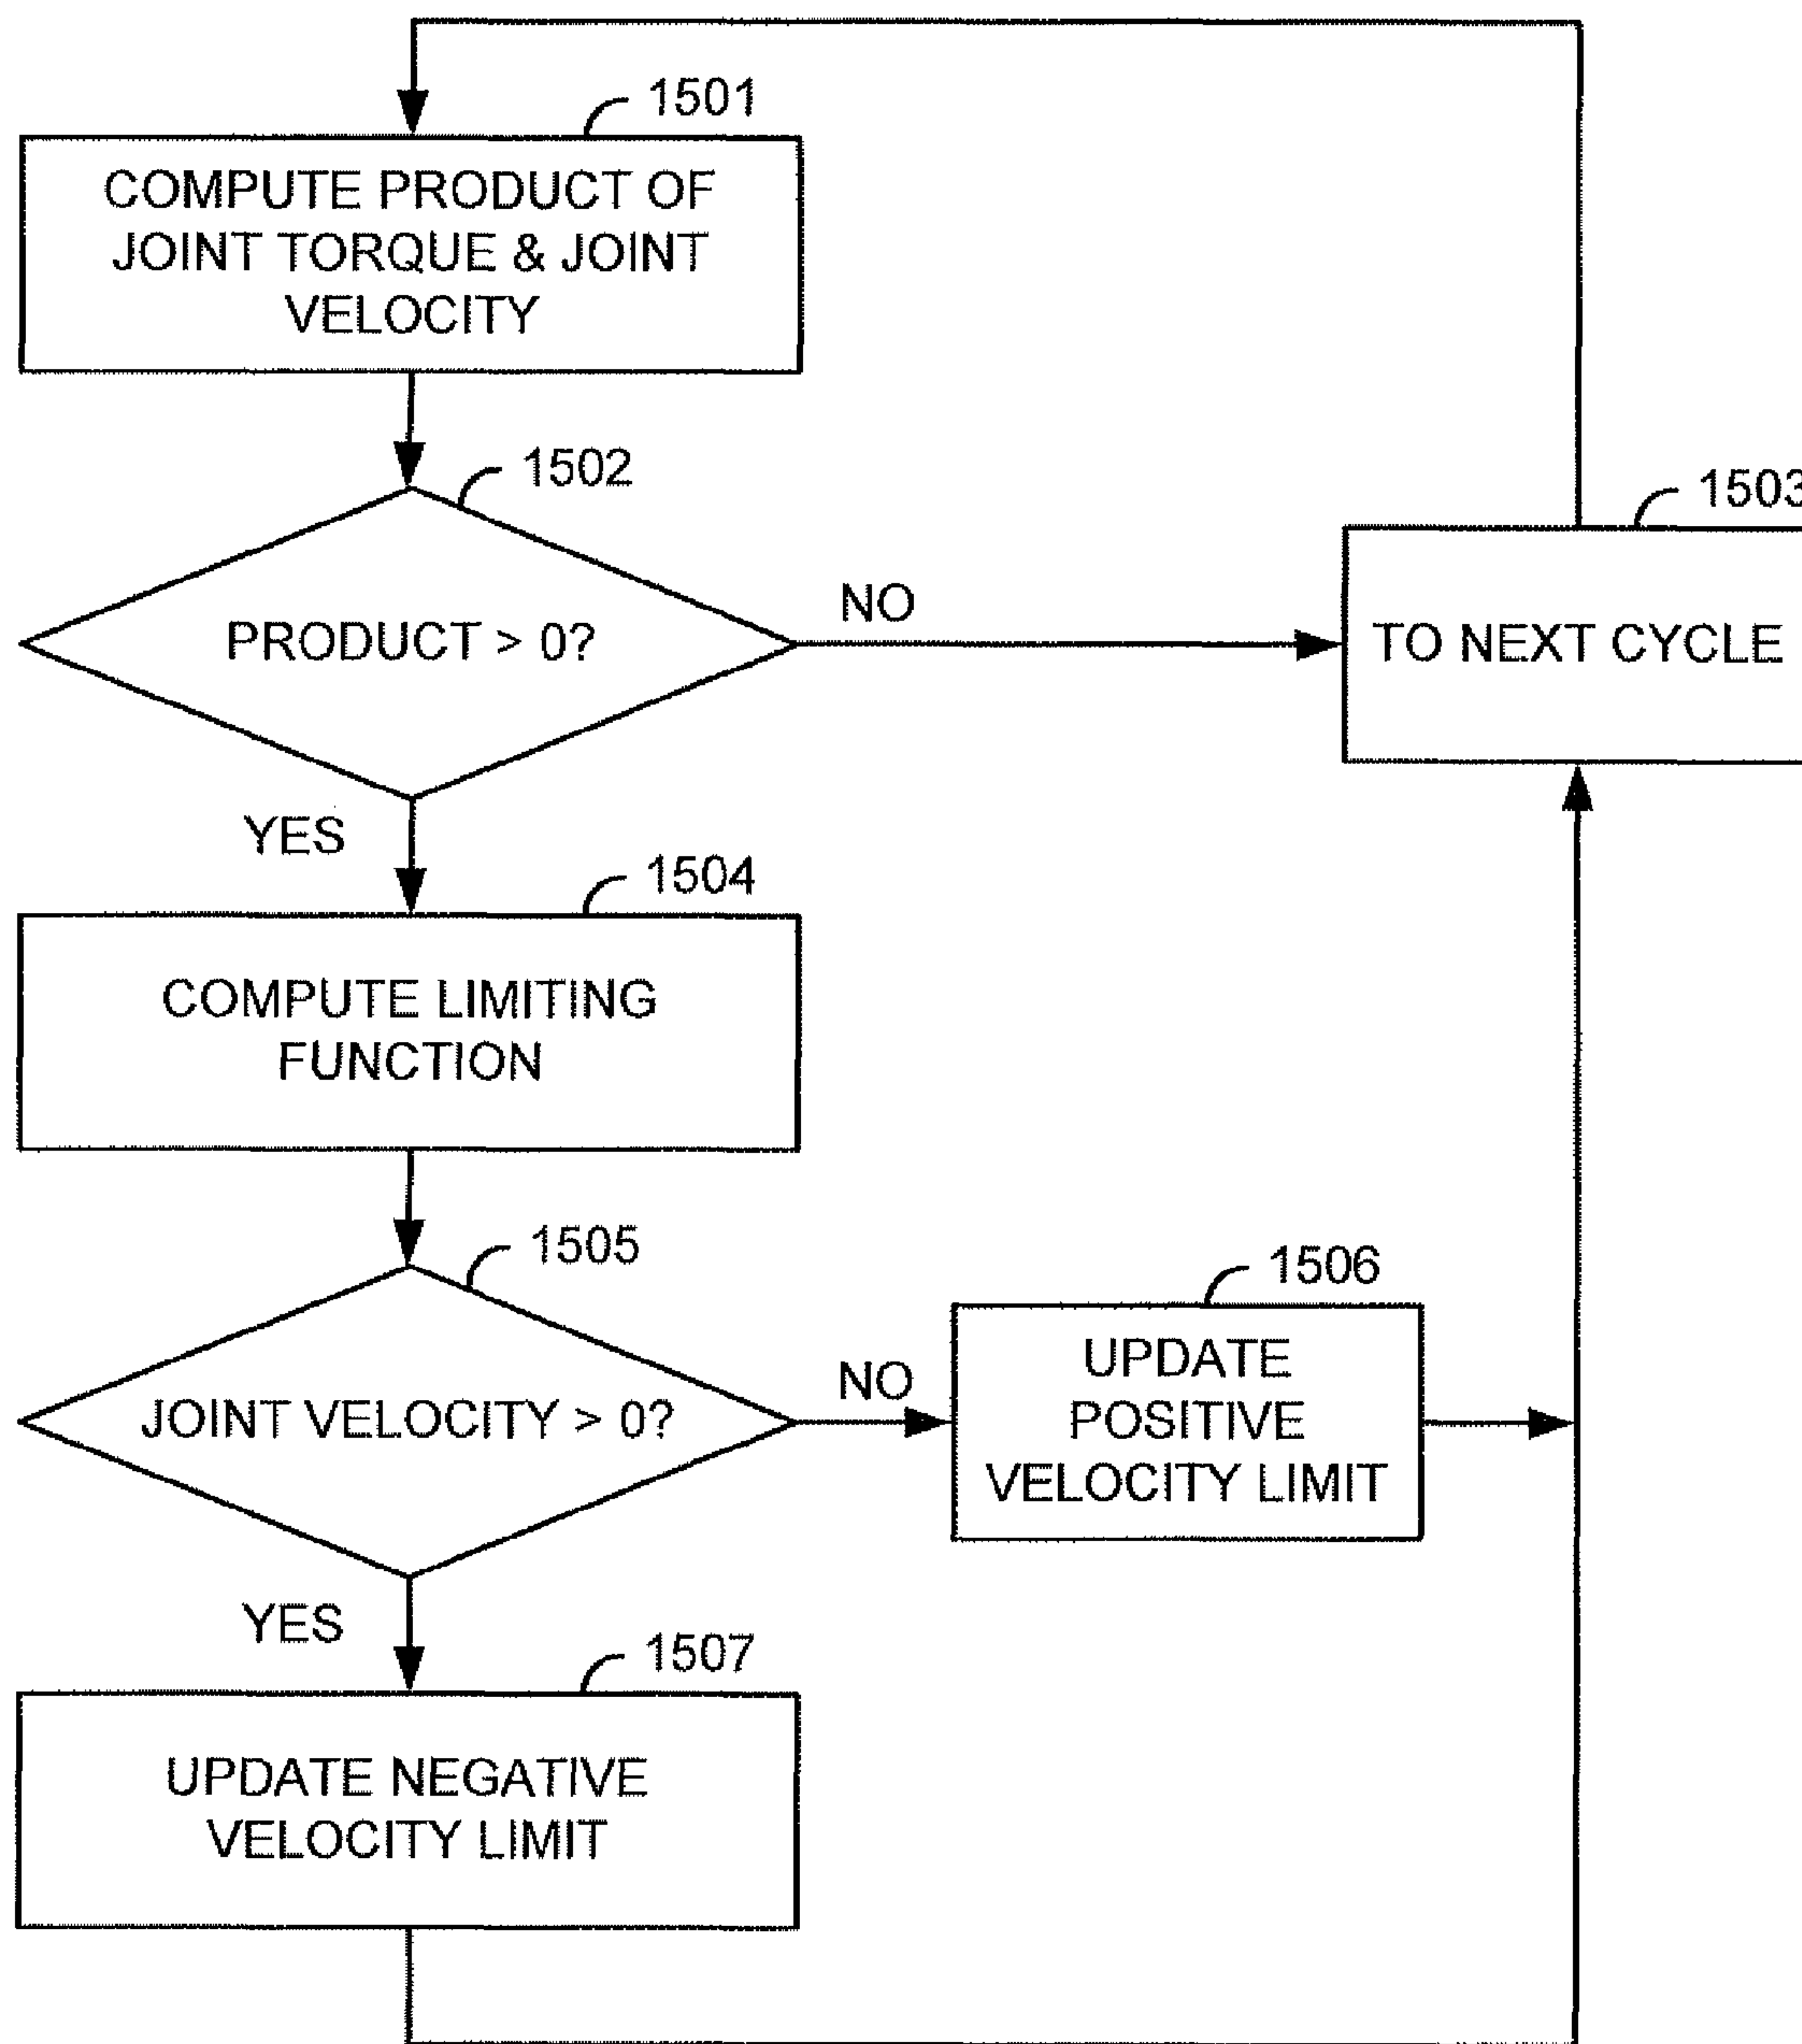 1501
COMPUTE PRODUCT OF
JOINT TORQUE & JOINT
VELOCITY
1502
PRODUCT > 0?
NO
1503
TO NEXT CYCLE
YES
1504
COMPUTE LIMITING
FUNCTION
1505
JOINT VELOCITY > 0?
NO
1506
UPDATE
POSITIVE
VELOCITY LIMIT
YES
1507
UPDATE NEGATIVE
VELOCITY LIMIT